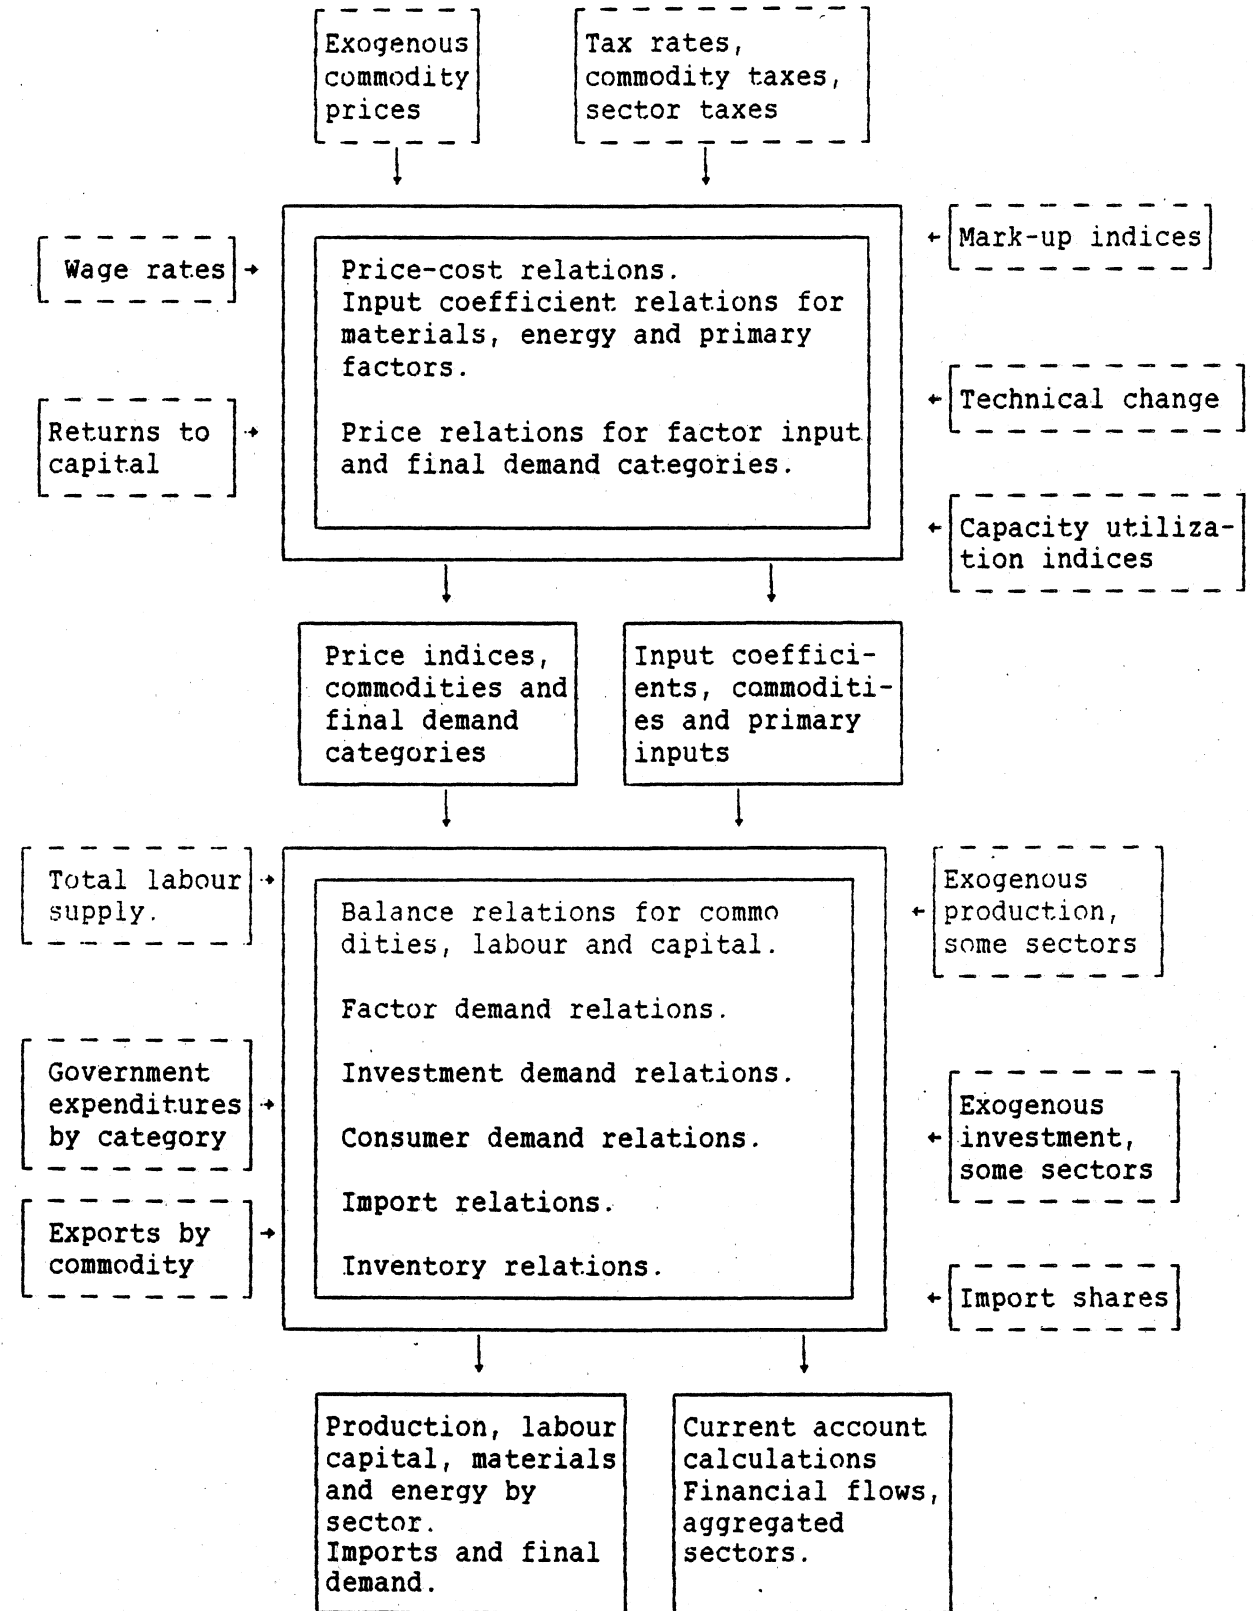 Exogenous
commodity
prices
Tax rates,
commodity taxes,
sector taxes
Wage rates
Returns to
capital
Price-cost relations.
Input coefficient relations for
materials, energy and primary
factors.
Price relations for factor input
and final demand categories.
Mark-up indices
Technical change
Capacity utiliza-
tion indices
Price indices,
commodities and
final demand
categories
Input coeffici-
ents, commoditi-
es and primary
inputs
Total labour
supply.
Government
expenditures
by category
Exports by
commodity
Balance relations for commo
dities, labour and capital.
Factor demand relations.
Investment demand relations.
Consumer demand relations.
Import relations.
Inventory relations.
Exogenous
production,
some sectors
Exogenous
investment,
some sectors
Import shares
Production, labour
capital, materials
and energy by
sector.
Imports and final
demand.
Current account
calculations
Financial flows,
aggregated
sectors.